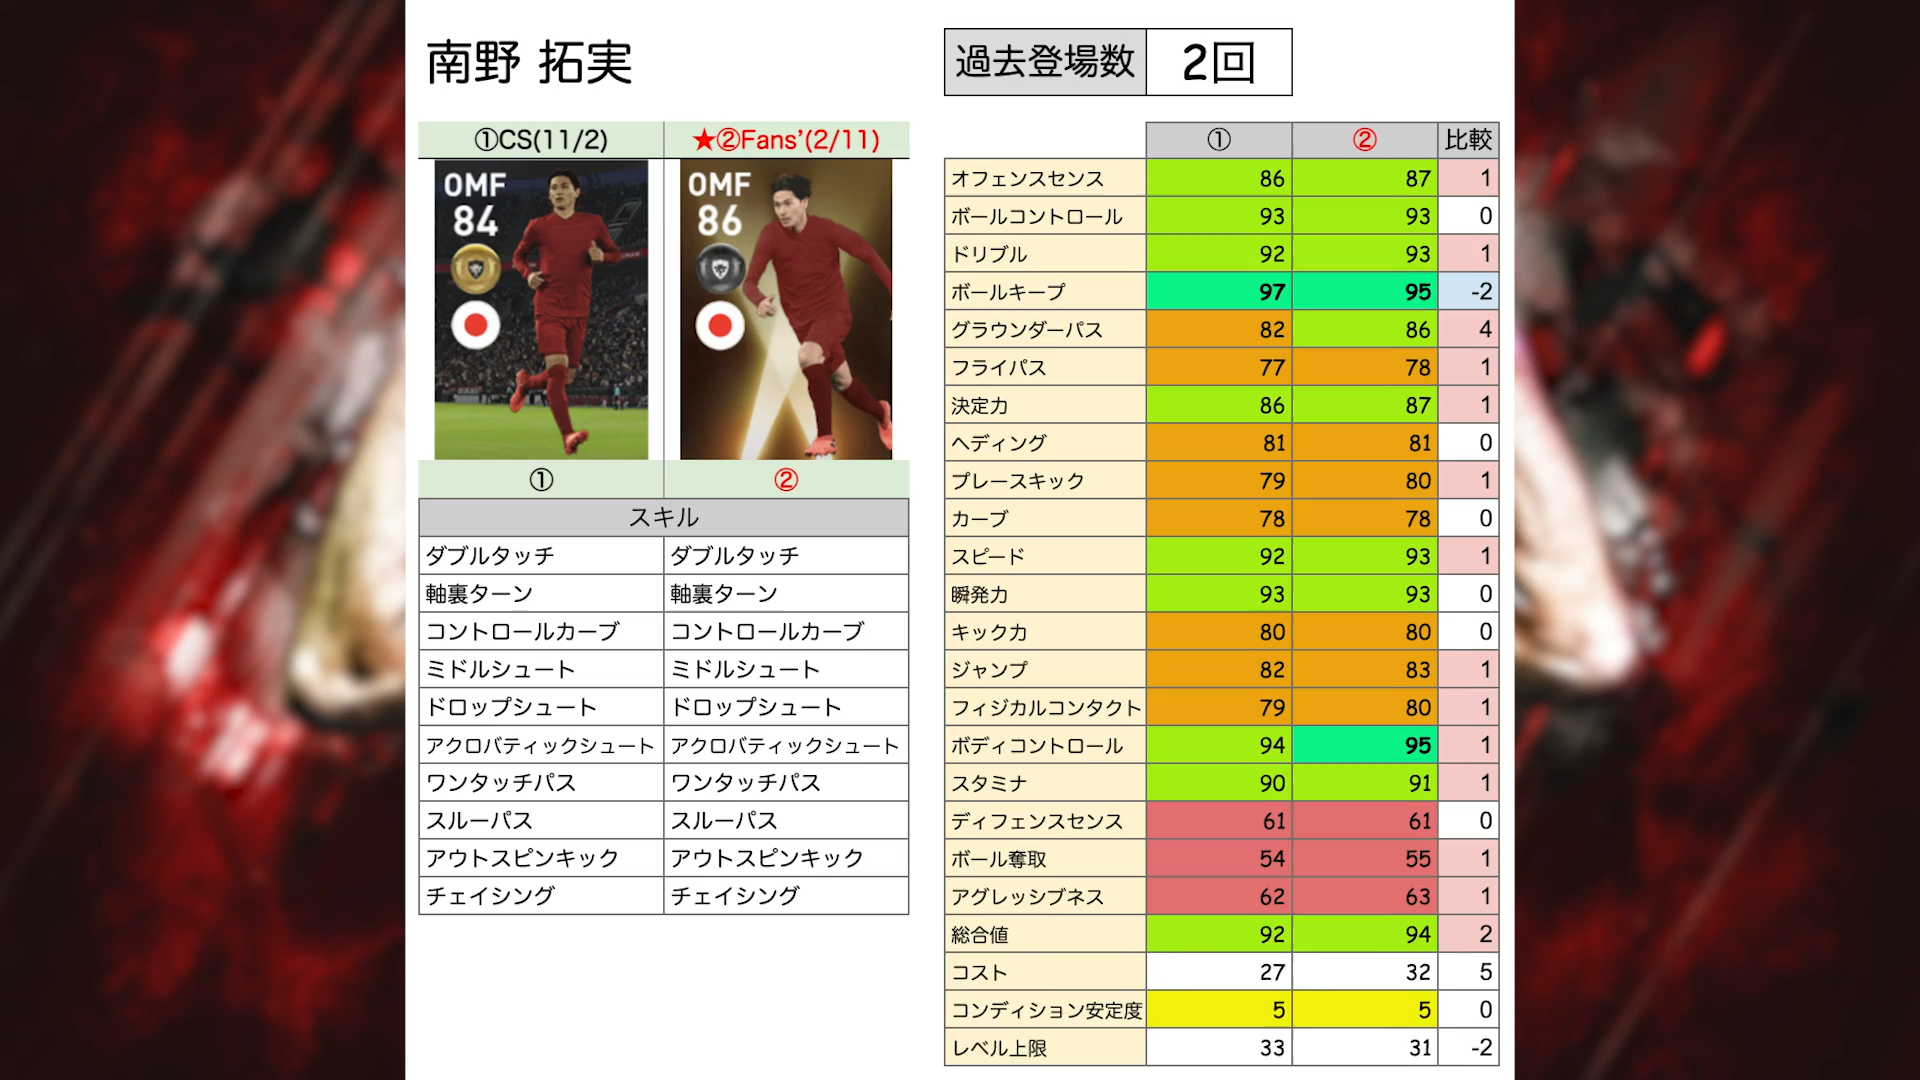 南野 拓実
過去登場数 2回
①CS(11/2) ★②Fans’(2/11)
OMF
84
OMF
86
① ②
スキル
ダブルタッチ ダブルタッチ
軸裏ターン 軸裏ターン
コントロールカーブ コントロールカーブ
ミドルシュート ミドルシュート
ドロップシュート ドロップシュート
アクロバティックシュート アクロバティックシュート
ワンタッチパス ワンタッチパス
スルーパス スルーパス
アウトスピンキック アウトスピンキック
チェイシング チェイシング
① ② 比較
オフェンスセンス 86 87 1
ボールコントロール 93 93 0
ドリブル 92 93 1
ボールキープ 97 95 -2
グラウンダーパス 82 86 4
フライパス 77 78 1
決定力 86 87 1
ヘディング 81 81 0
プレースキック 79 80 1
カーブ 78 78 0
スピード 92 93 1
瞬発力 93 93 0
キック力 80 80 0
ジャンプ 82 83 1
フィジカルコンタクト 79 80 1
ボディコントロール 94 95 1
スタミナ 90 91 1
ディフェンスセンス 61 61 0
ボール奪取 54 55 1
アグレッシブネス 62 63 1
総合値 92 94 2
コスト 27 32 5
コンディション安定度 5 5 0
レベル上限 33 31 -2